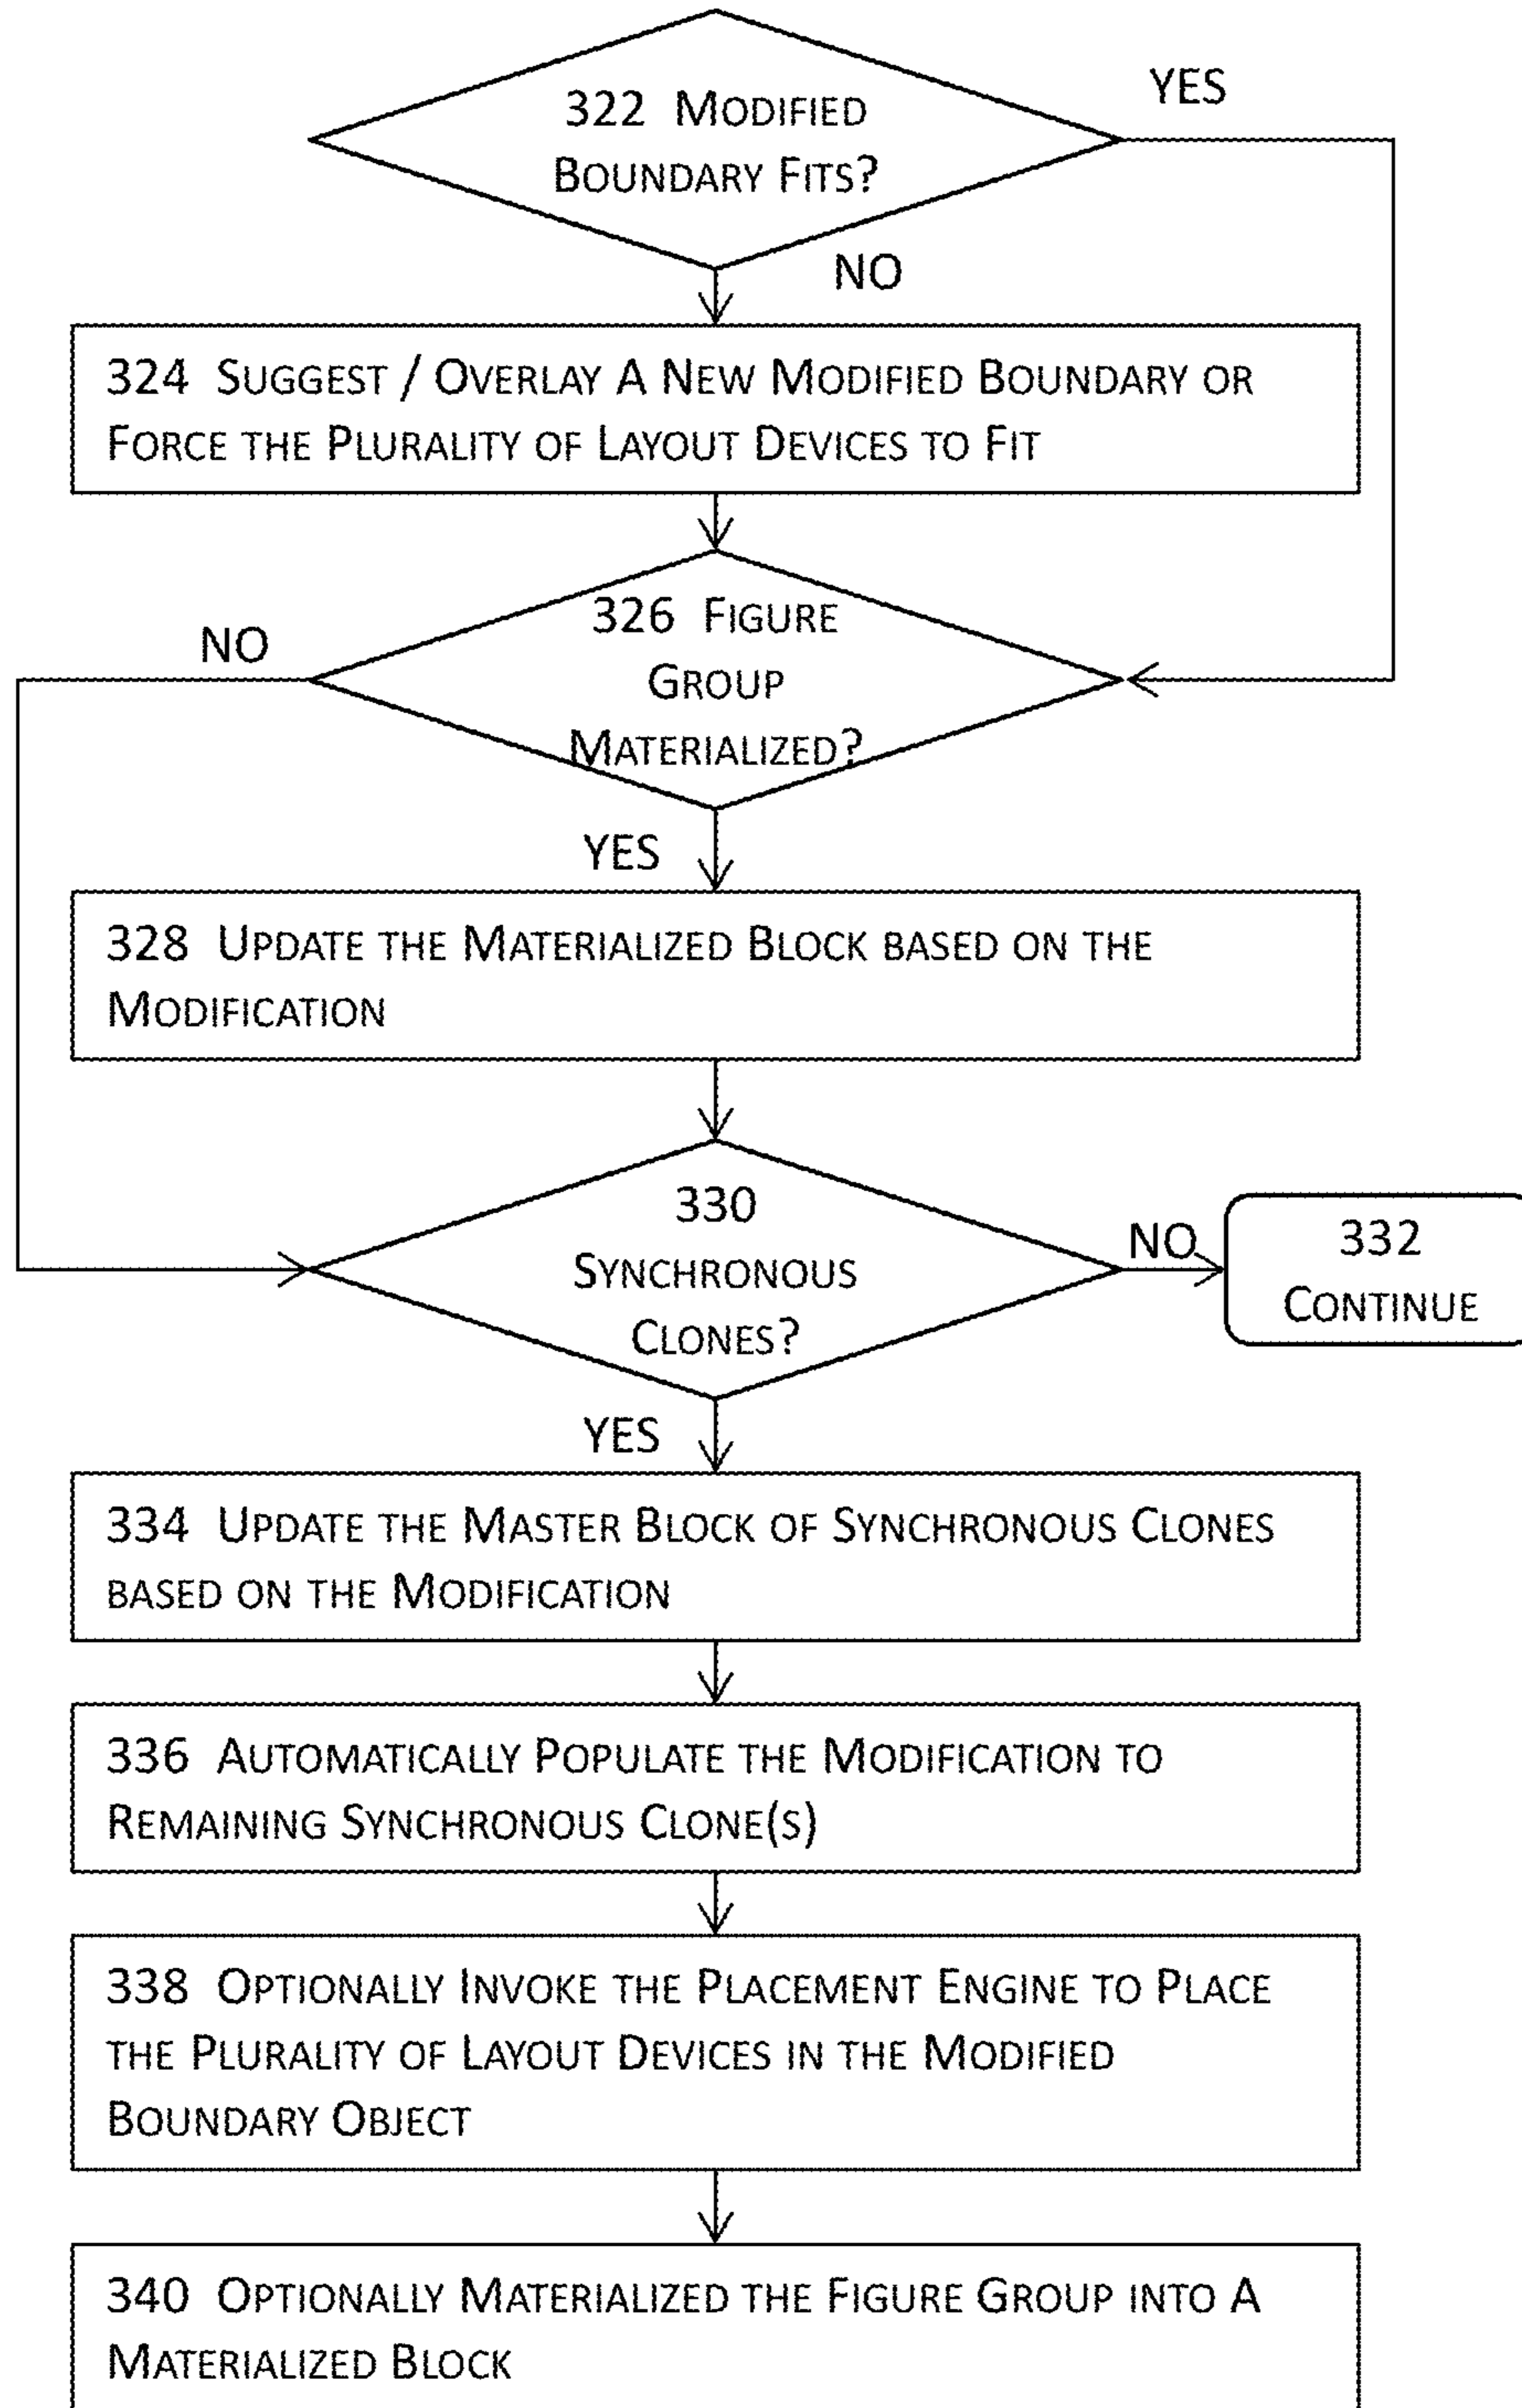 322 MODIFIED
BOUNDARY FITS?
YES
NO
324 SUGGEST / OVERLAY A NEW MODIFIED BOUNDARY OR
FORCE THE PLURALITY OF LAYOUT DEVICES TO FIT
326 FIGURE
GROUP
MATERIALIZED?
NO
YES
328 UPDATE THE MATERIALIZED BLOCK BASED ON THE
MODIFICATION
330
SYNCHRONOUS
CLONES?
NO
332
CONTINUE
YES
334 UPDATE THE MASTER BLOCK OF SYNCHRONOUS CLONES
BASED ON THE MODIFICATION
336 AUTOMATICALLY POPULATE THE MODIFICATION TO
REMAINING SYNCHRONOUS CLONE(S)
338 OPTIONALLY INVOKE THE PLACEMENT ENGINE TO PLACE
THE PLURALITY OF LAYOUT DEVICES IN THE MODIFIED
BOUNDARY OBJECT
340 OPTIONALLY MATERIALIZED THE FIGURE GROUP INTO A
MATERIALIZED BLOCK